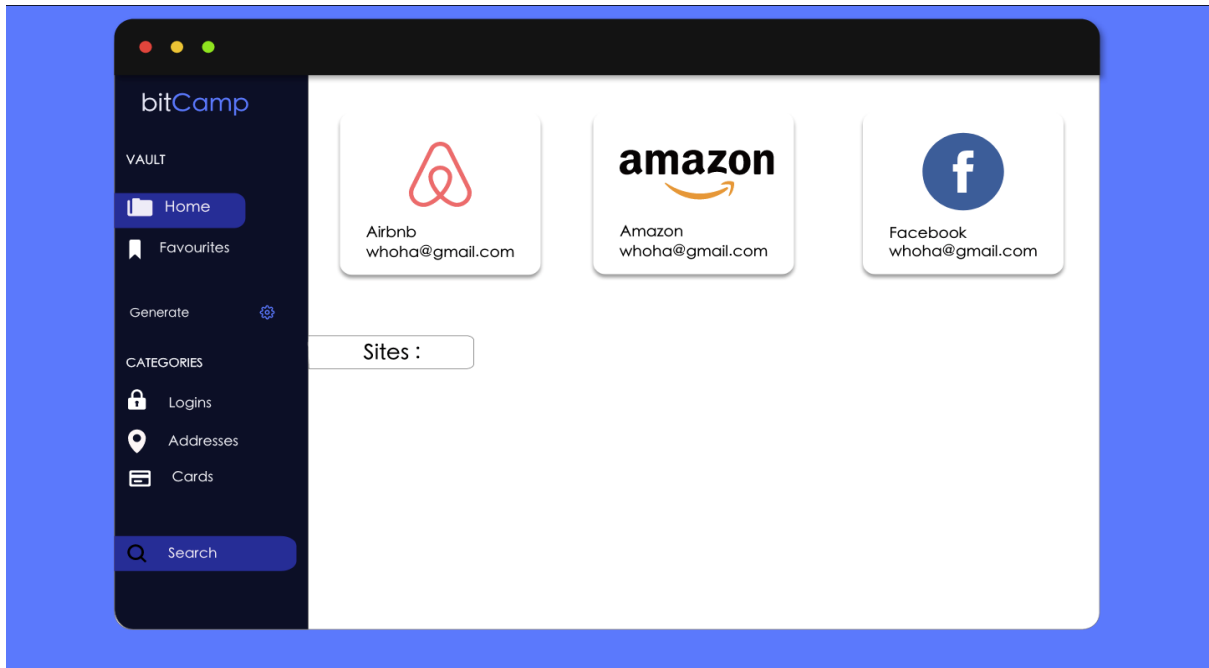 bitCamp
VAULT
Home
Favourites
Generate
CATEGORIES
Logins
Addresses
Cards
Search
Airbnb
whoha@gmail.com
amazon
Amazon
whoha@gmail.com
f
Facebook
whoha@gmail.com
Sites :